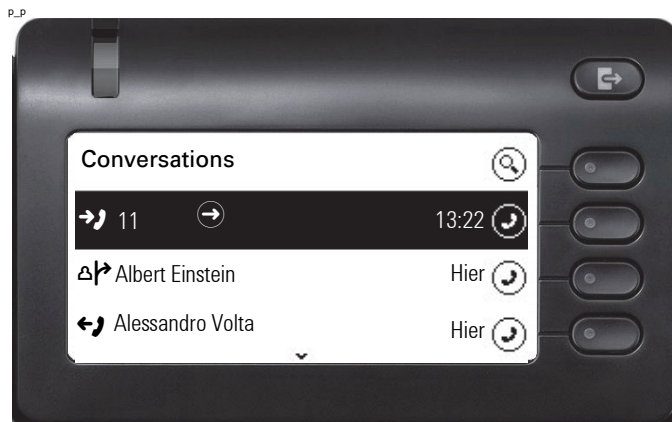 p_p
Conversations
11 13:22
Albert Einstein Hier
Alessandro Volta Hier